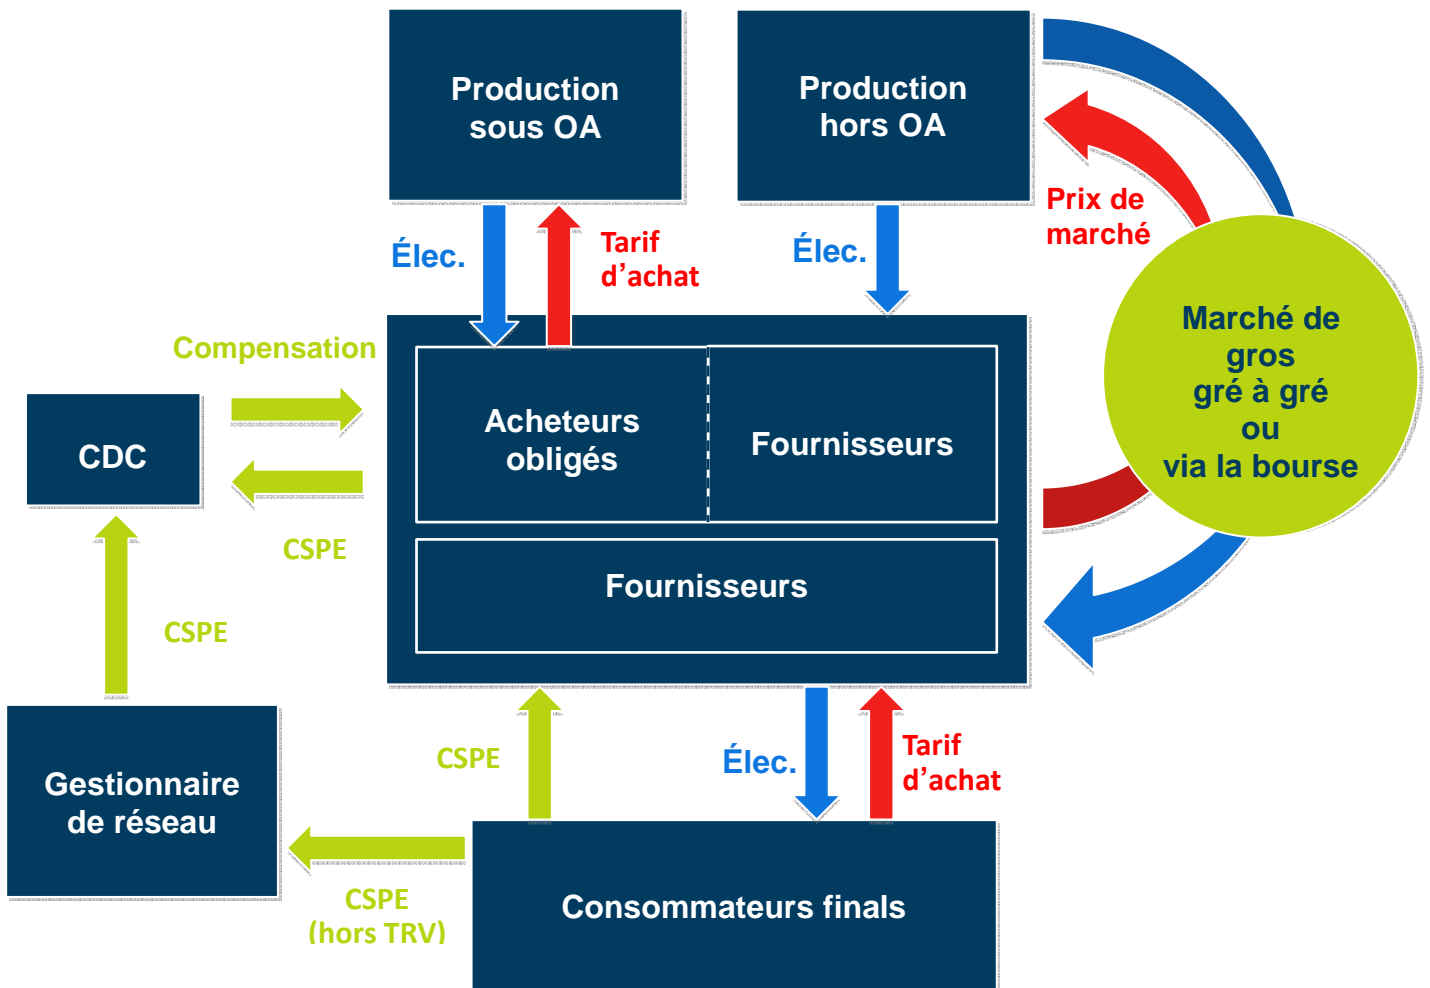 Production
sous OA
Production
hors OA
Élec.
Tarif
d’achat
Élec.
Prix de
marché
Marché de
gros
gré à gré
ou
via la bourse
Compensation
CDC
CSPE
Acheteurs
obligés
Fournisseurs
Fournisseurs
CSPE
Gestionnaire
de réseau
CSPE
Élec.
Tarif
d’achat
CSPE
(hors TRV)
Consommateurs finals